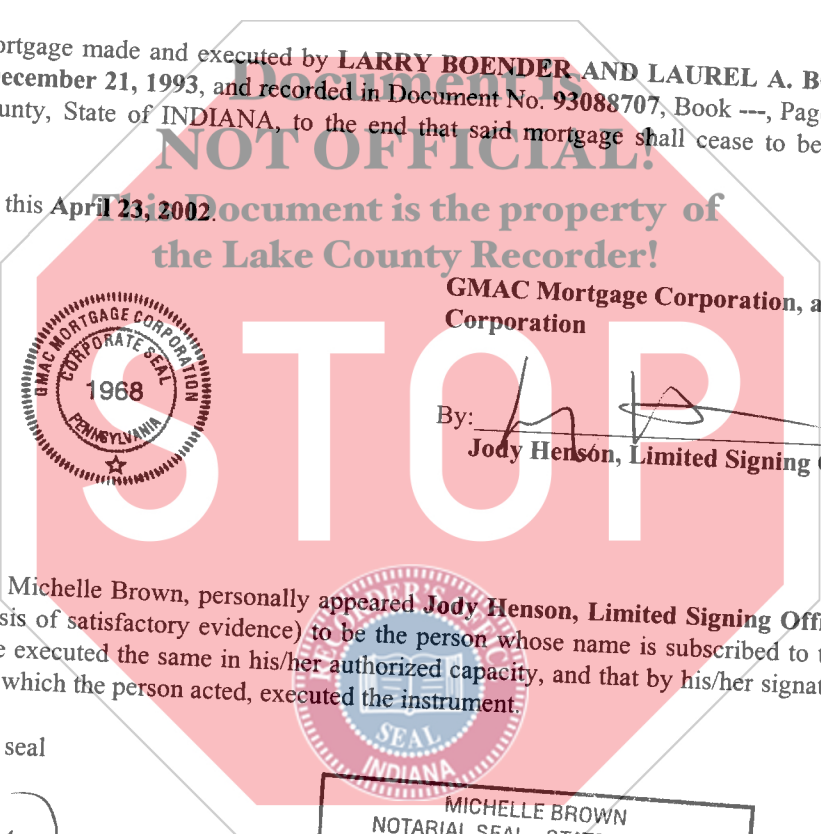 ortgage made and executed by LARRY BOENDER AND LAUREL A. B
ecember 21, 1993, and recorded in Document No. 93088707, Book ---, Pag
unty, State of INDIANA, to the end that said mortgage shall cease to be
Document is
NOT OFFICIAL!
This Document is the property of
the Lake County Recorder!
this April 23, 2002.
GMAC Mortgage Corporation, a
Corporation
GMAC MORTGAGE CORPORATION
CORPORATE SEAL
1968
PENNSYLVANIA
STOP
By:
Jody Henson, Limited Signing
Michelle Brown, personally appeared Jody Henson, Limited Signing Offi
sis of satisfactory evidence) to be the person whose name is subscribed to t
e executed the same in his/her authorized capacity, and that by his/her signat
which the person acted, executed the instrument.
SEAL
INDIANA
seal
MICHELLE BROWN